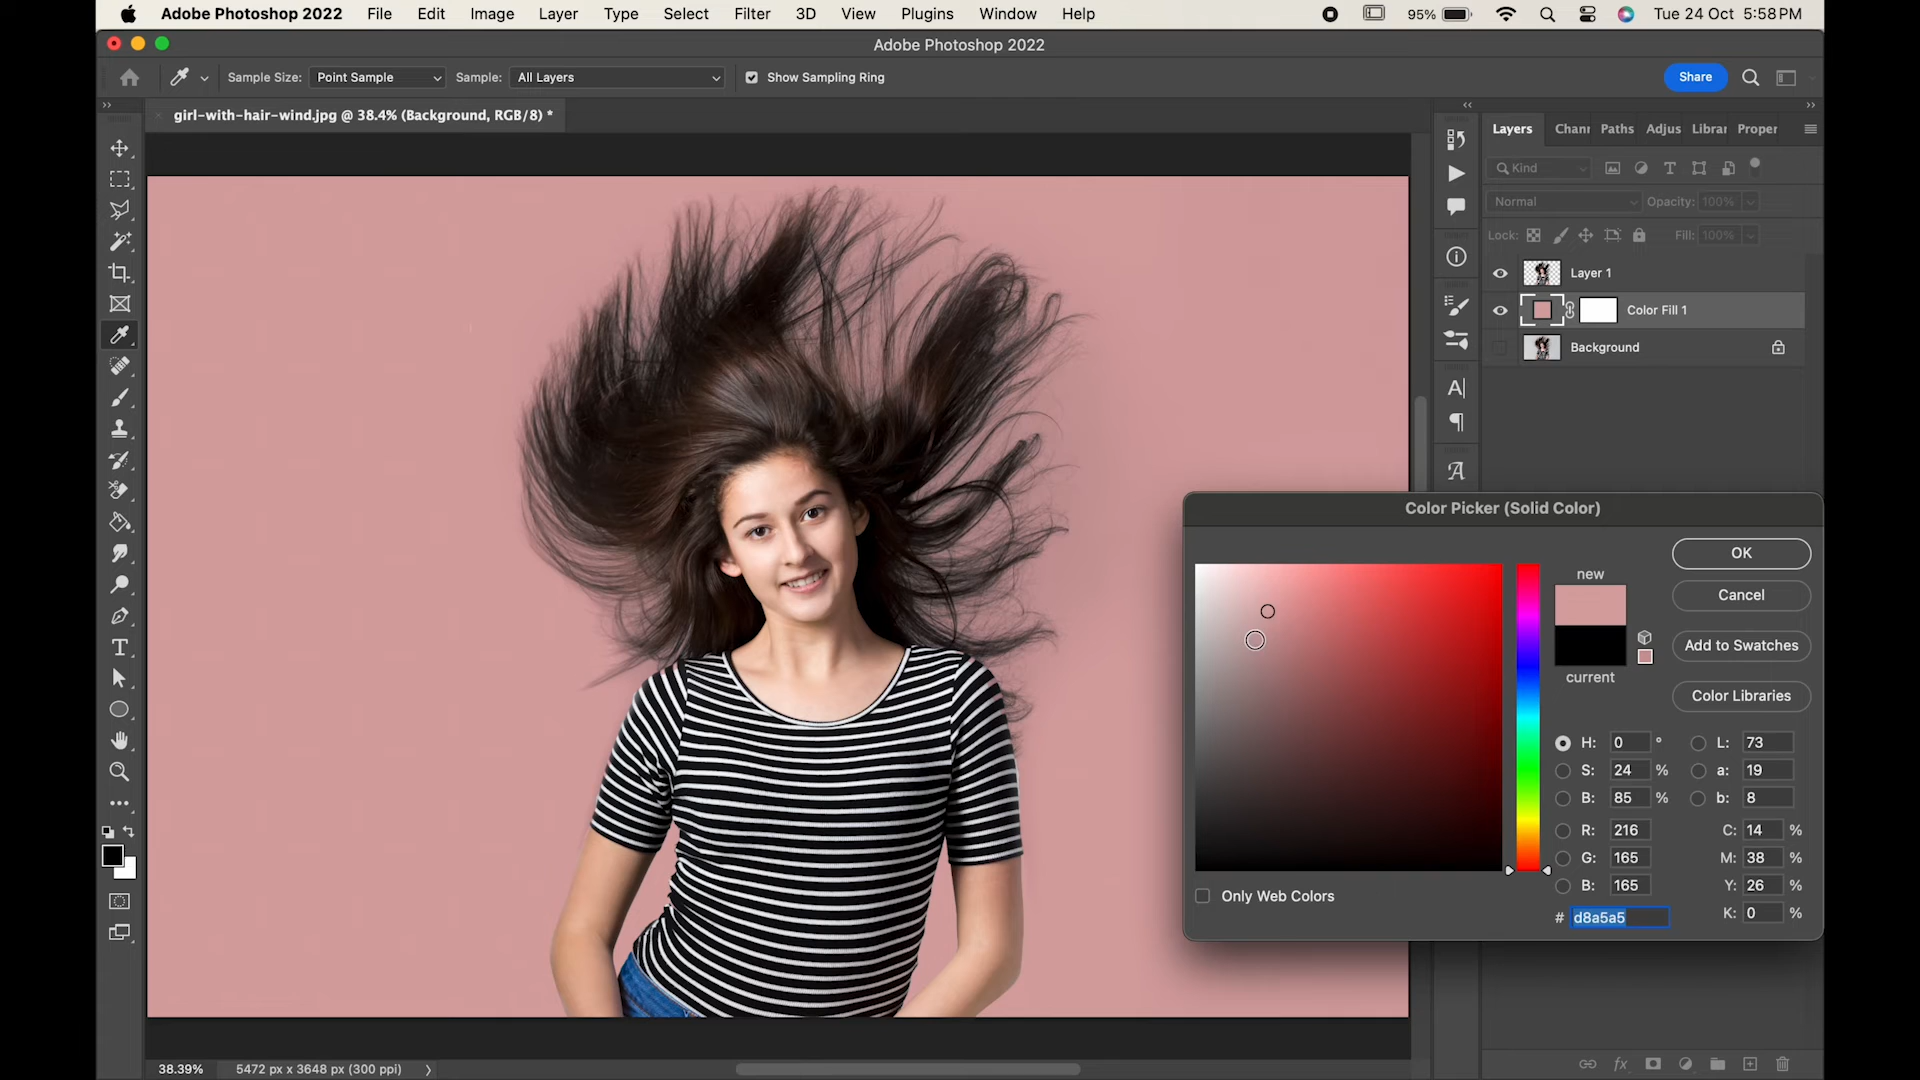 Adobe Photoshop 2022 File Edit Image Layer Type Select Filter 3D View Plugins Window Help 95% Tue 24 Oct 5:58 PM
Adobe Photoshop 2022
Sample Size: Point Sample Sample: All Layers Show Sampling Ring Share
girl-with-hair-wind.jpg @ 38.4% (Background, RGB/8) *
Layers Chann Paths Adjus Librar Proper
Kind
Normal Opacity: 100%
Lock: Fill: 100%
Layer 1
Color Fill 1
Background
Color Picker (Solid Color)
OK
new
Cancel
Add to Swatches
current
Color Libraries
H: 0 ° L: 73
S: 24 % a: 19
B: 85 % b: 8
R: 216 C: 14 %
G: 165 M: 38 %
B: 165 Y: 26 %
Only Web Colors
# d8a5a5 K: 0 %
38.39% 5472 px x 3648 px (300 ppi)